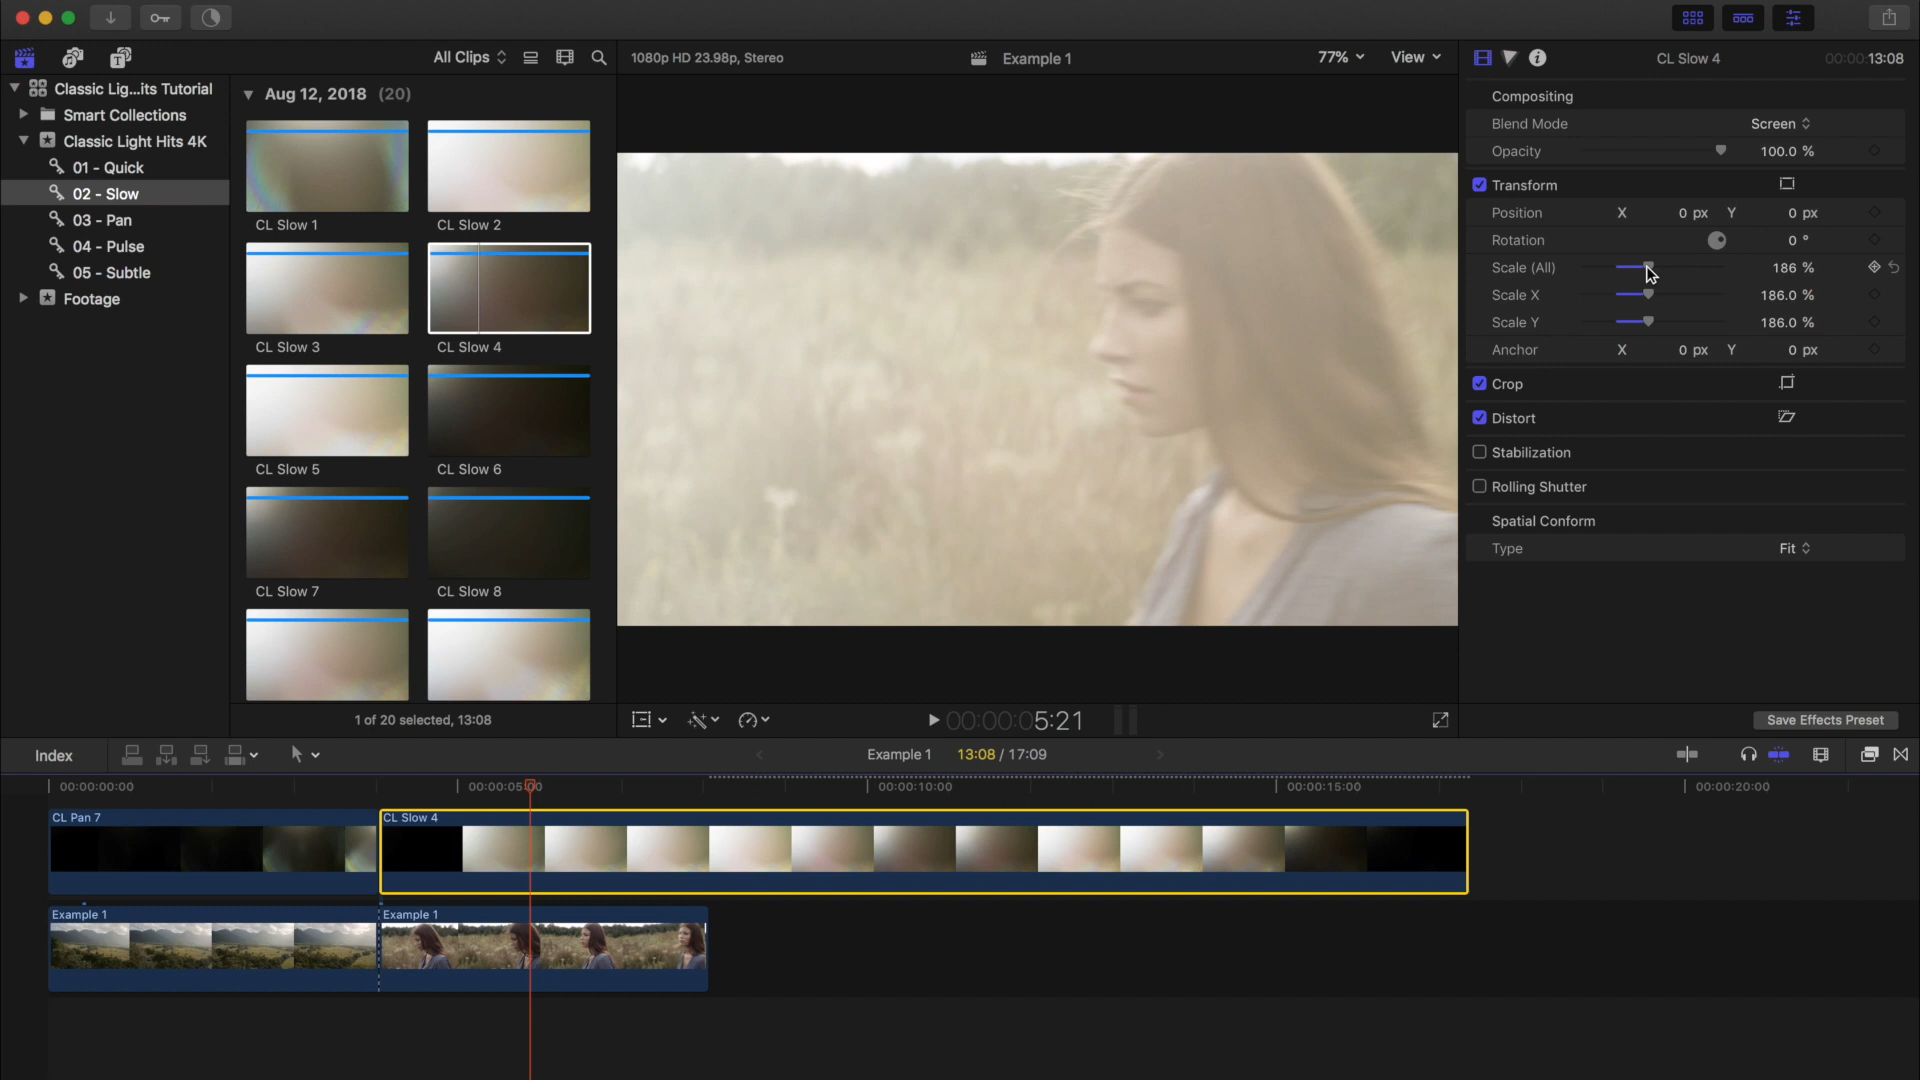 All Clips
1080p HD 23.98p, Stereo
Example 1
77%
View
CL Slow 4
00:00:13:08
Classic Lig...its Tutorial
Smart Collections
Classic Light Hits 4K
01 - Quick
02 - Slow
03 - Pan
04 - Pulse
05 - Subtle
Footage
Aug 12, 2018 (20)
CL Slow 1
CL Slow 2
CL Slow 3
CL Slow 4
CL Slow 5
CL Slow 6
CL Slow 7
CL Slow 8
1 of 20 selected, 13:08
00:00:05:21
Compositing
Blend Mode Screen
Opacity 100.0 %
Transform
Position X 0 px Y 0 px
Rotation 0 °
Scale (All) 186 %
Scale X 186.0 %
Scale Y 186.0 %
Anchor X 0 px Y 0 px
Crop
Distort
Stabilization
Rolling Shutter
Spatial Conform
Type Fit
Save Effects Preset
Index
Example 1 13:08 / 17:09
00:00:00:00
00:00:05:00
00:00:10:00
00:00:15:00
00:00:20:00
CL Pan 7
CL Slow 4
Example 1
Example 1